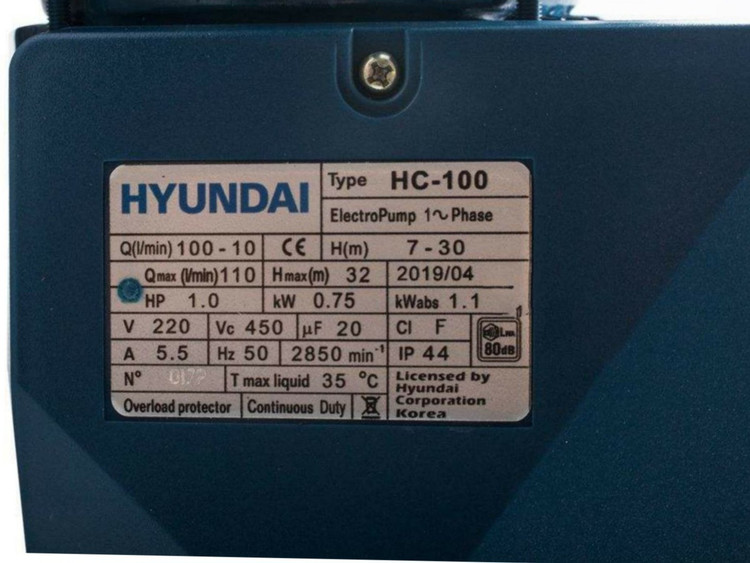 HYUNDAI
Type HC-100
ElectroPump 1∿Phase
Q(l/min) 100 - 10 CE H(m) 7 - 30
Qmax (l/min) 110 Hmax(m) 32 2019/04
HP 1.0 kW 0.75 kWabs 1.1
V 220 Vc 450 µF 20 Cl F
A 5.5 Hz 50 2850 min⁻¹ IP 44 80dB
N° T max liquid 35 °C
Licensed by
Hyundai
Corporation
Korea
Overload protector Continuous Duty